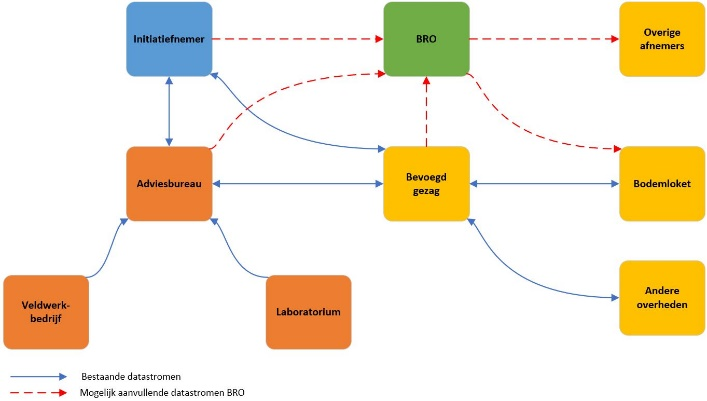 Initiatiefnemer
BRO
Overige
afnemers
Adviesbureau
Bevoegd
gezag
Bodemloket
Veldwerk-
bedrijf
Laboratorium
Andere
overheden
Bestaande datastromen
Mogelijk aanvullende datastromen BRO